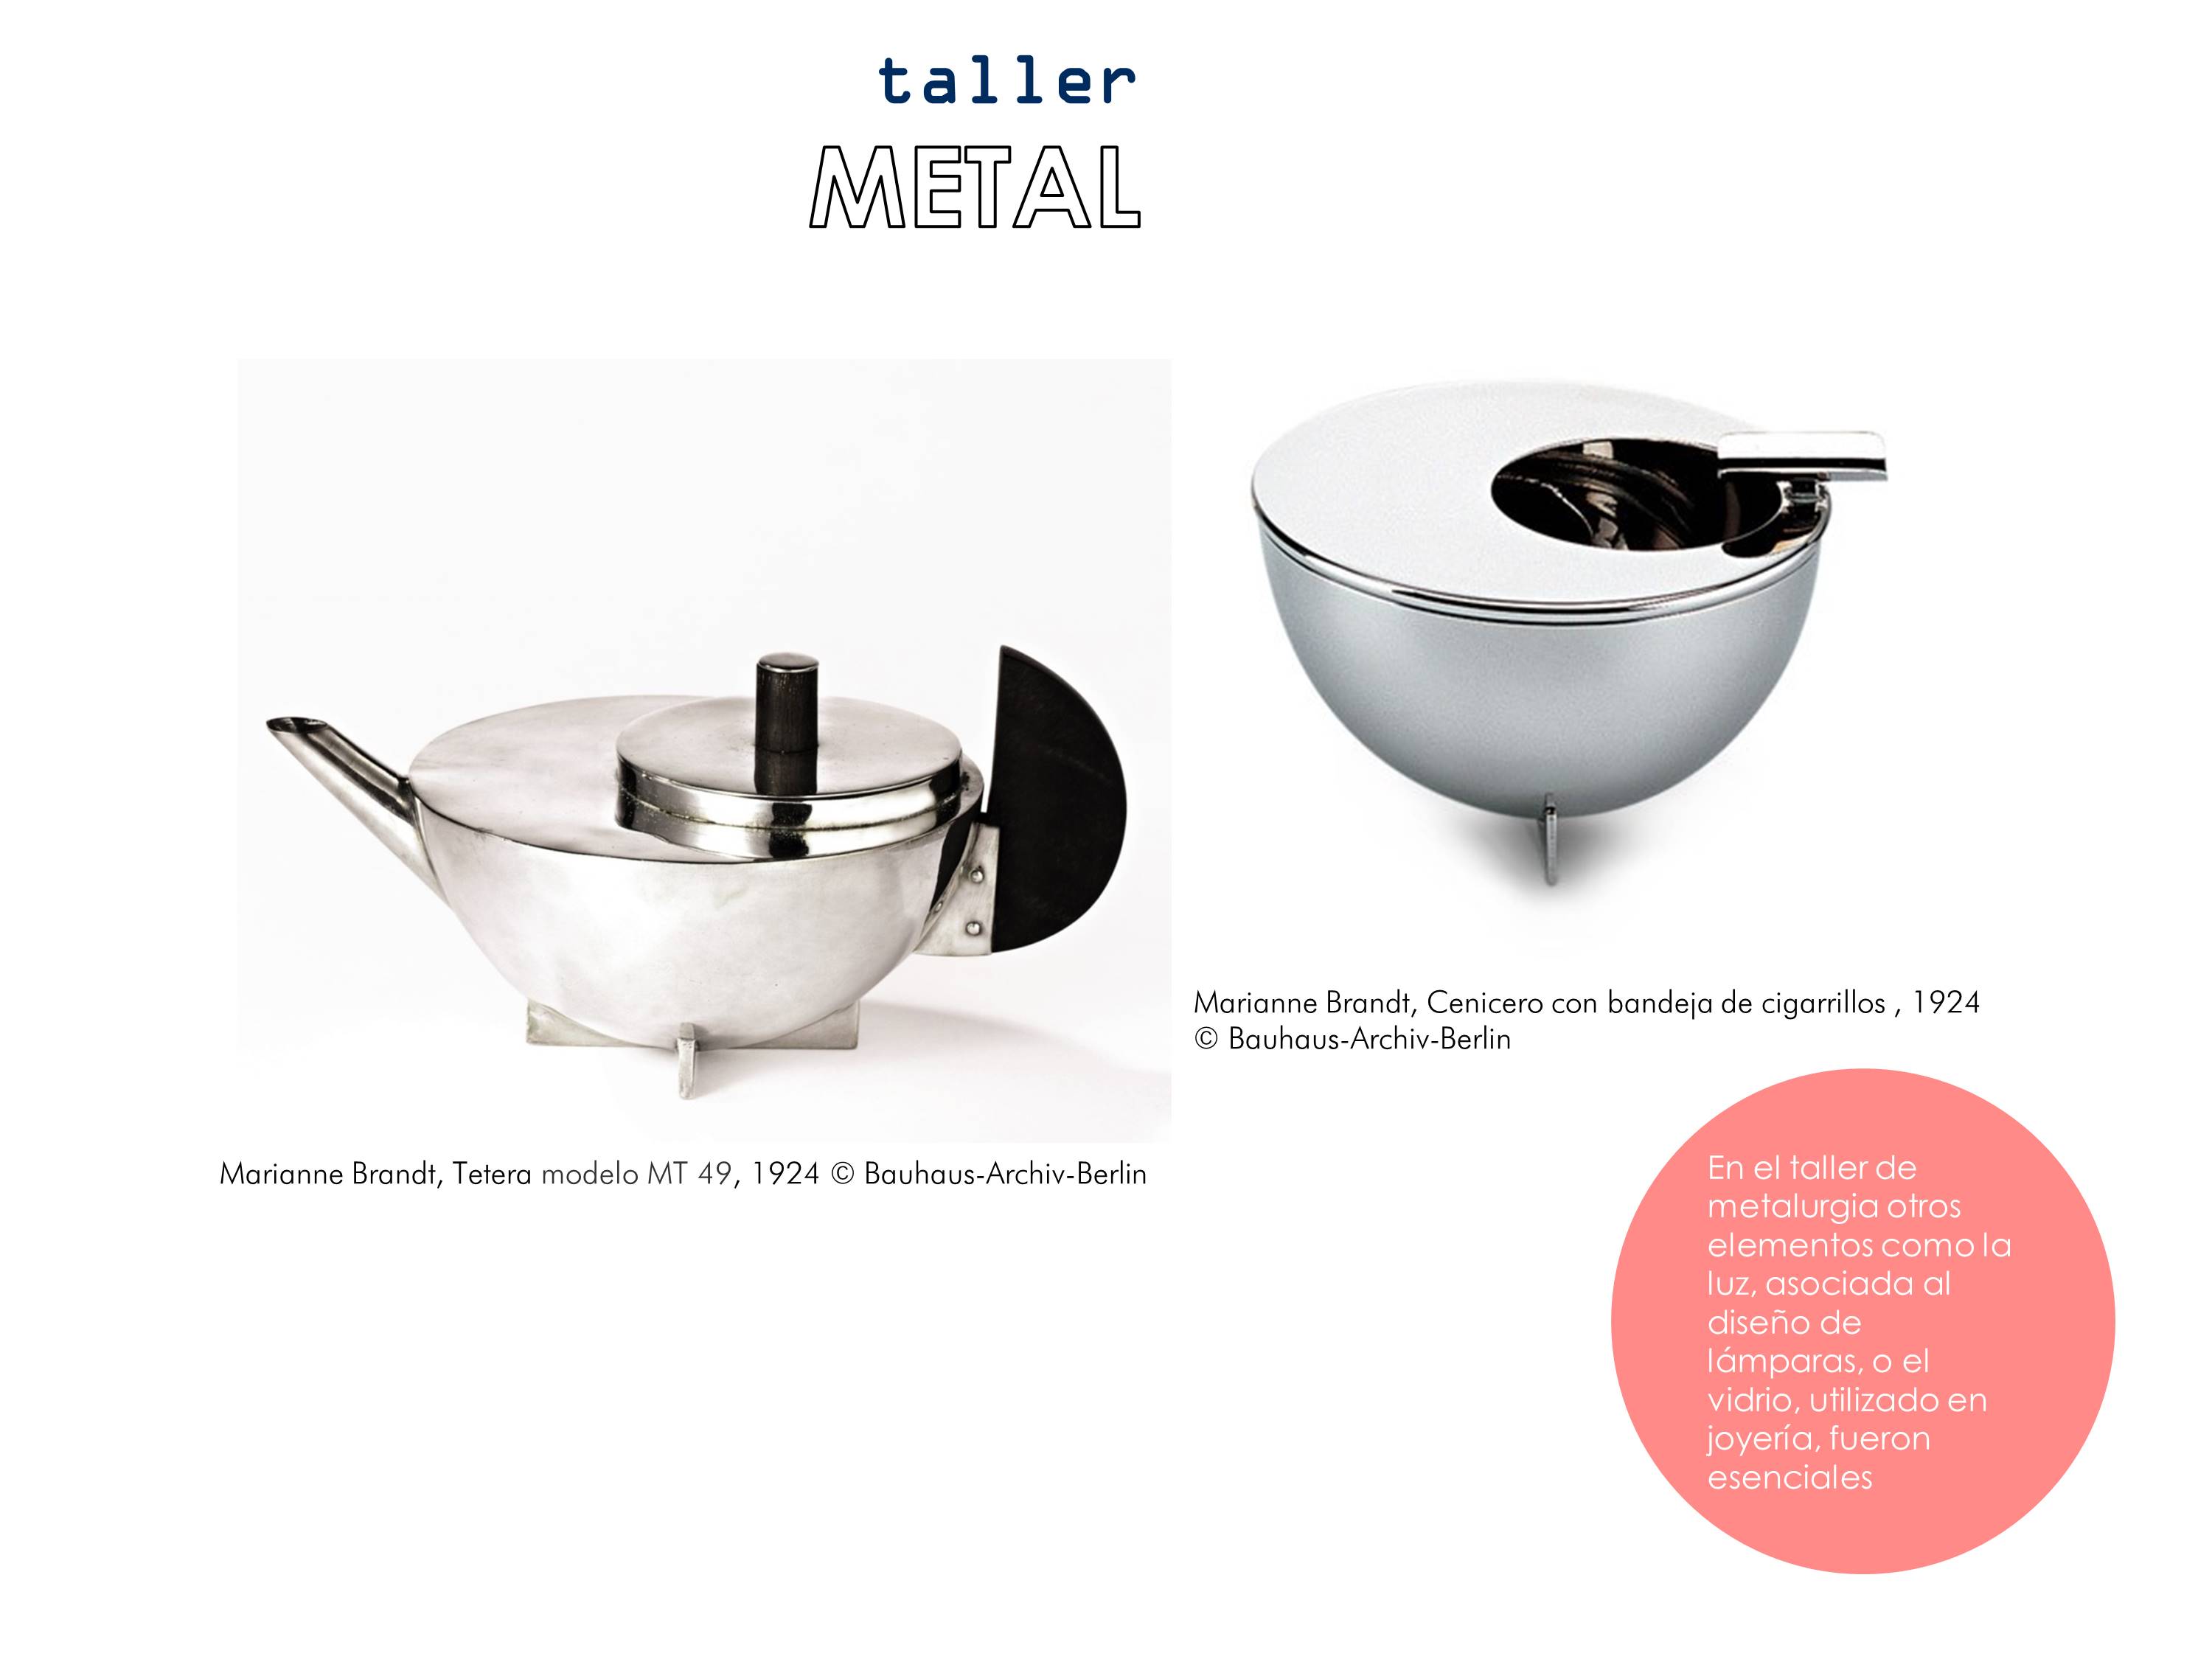 taller
METAL
Marianne Brandt, Cenicero con bandeja de cigarrillos , 1924
© Bauhaus-Archiv-Berlin
Marianne Brandt, Tetera modelo MT 49, 1924 © Bauhaus-Archiv-Berlin
En el taller de
metalurgia otros
elementos como la
luz, asociada al
diseño de
lámparas, o el
vidrio, utilizado en
joyería, fueron
esenciales